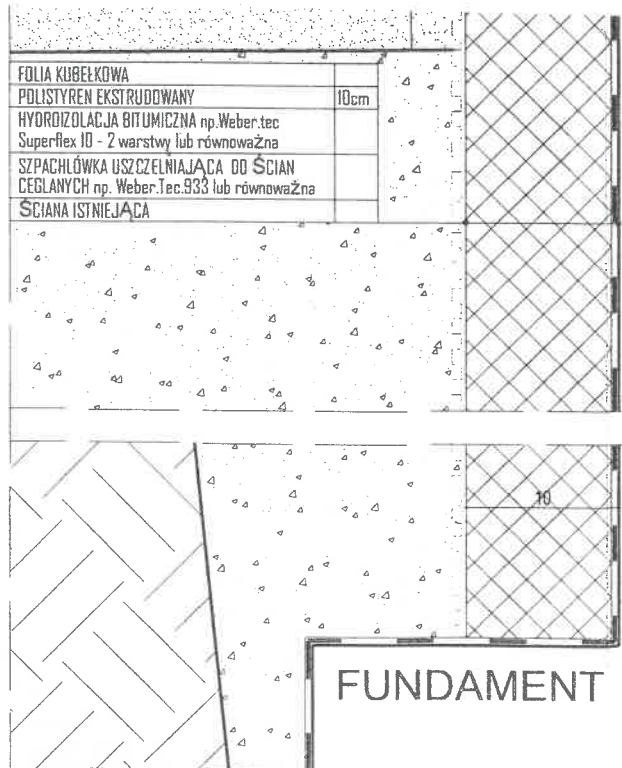 FOLIA KUBEŁKOWA
POLISTYREN EKSTRUDOWANY 10cm
HYDROIZOLACJA BITUMICZNA np.Weber.tec
Superflex 10 - 2 warstwy lub równoważna
SZPACHLÓWKA USZCZELNIAJĄCA DO ŚCIAN
CEGLANYCH np. Weber.Tec.933 lub równoważna
ŚCIANA ISTNIEJĄCA
10
FUNDAMENT